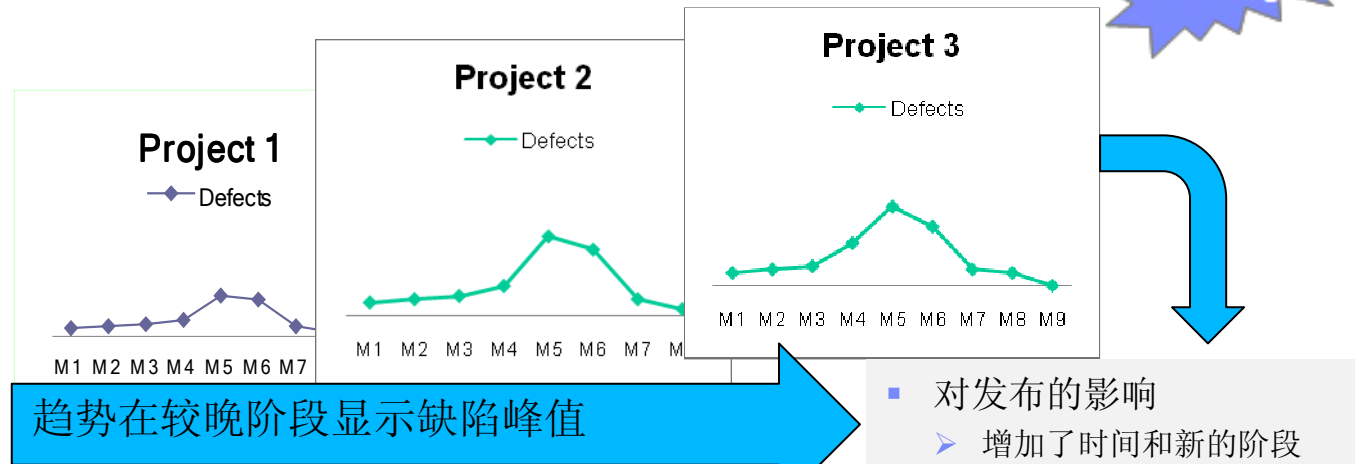 Project 1
Defects
M1 M2 M3 M4 M5 M6 M7
Project 2
Defects
M1 M2 M3 M4 M5 M6 M7 M
Project 3
Defects
M1 M2 M3 M4 M5 M6 M7 M8 M9
趋势在较晚阶段显示缺陷峰值
对发布的影响
增加了时间和新的阶段